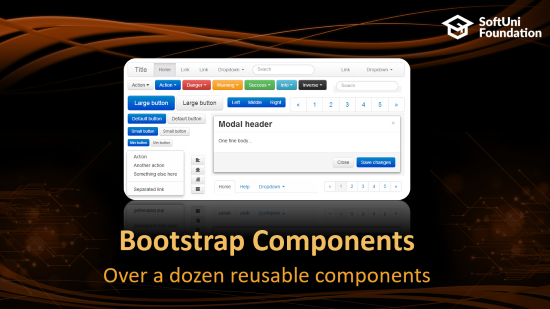 SoftUni
Foundation
Title Home Link Link Dropdown Search Link Dropdown
Action Action Danger Warning Success Info Inverse Search
Large button Large button Left Middle Right « 1 2 3 4 5 »
Default button Default button
Modal header ×
Small button Small button
One fine body...
Mini button Mini button
Action
Another action
Close Save changes
Something else here
Separated link
Home Help Dropdown « 1 2 3 4 5 »
Bootstrap Components
Over a dozen reusable components